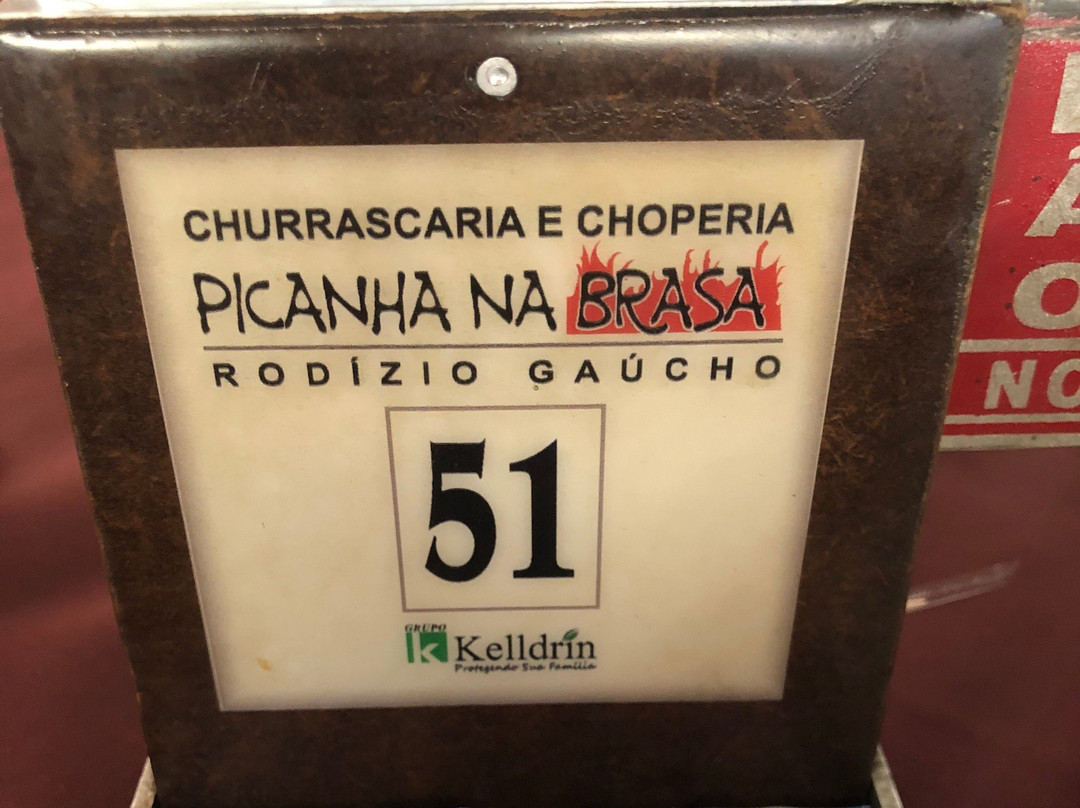 CHURRASCARIA E CHOPERIA
PICANHA NA BRASA
RODÍZIO GAÚCHO
51
GRUPO
k Kelldrin
Protegendo Sua Família